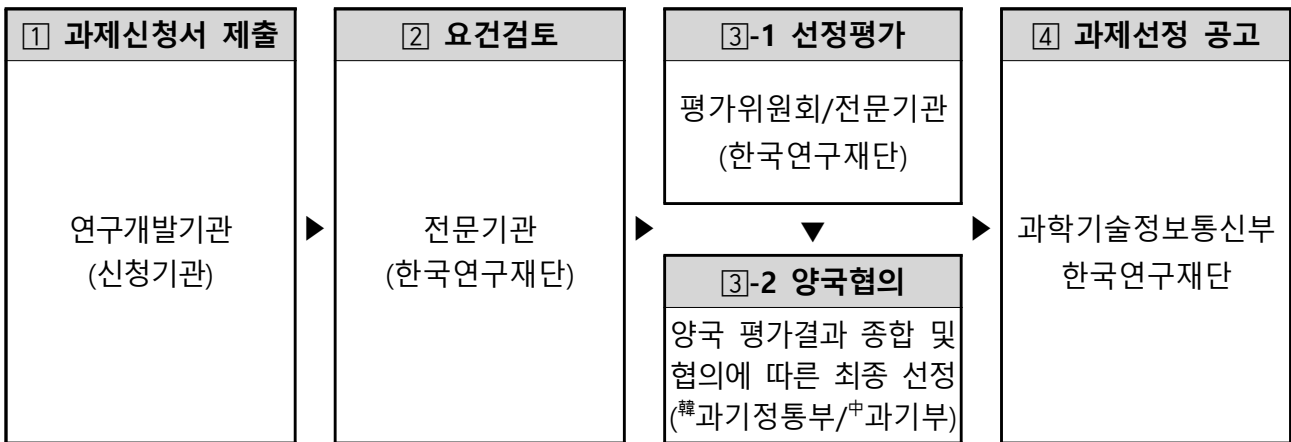 1 과제신청서 제출
연구개발기관
(신청기관)
▶
2 요건검토
전문기관
(한국연구재단)
▶
3-1 선정평가
평가위원회/전문기관
(한국연구재단)
▼
3-2 양국협의
양국 평가결과 종합 및
협의에 따른 최종 선정
(韓과기정통부/中과기부)
▶
4 과제선정 공고
과학기술정보통신부
한국연구재단